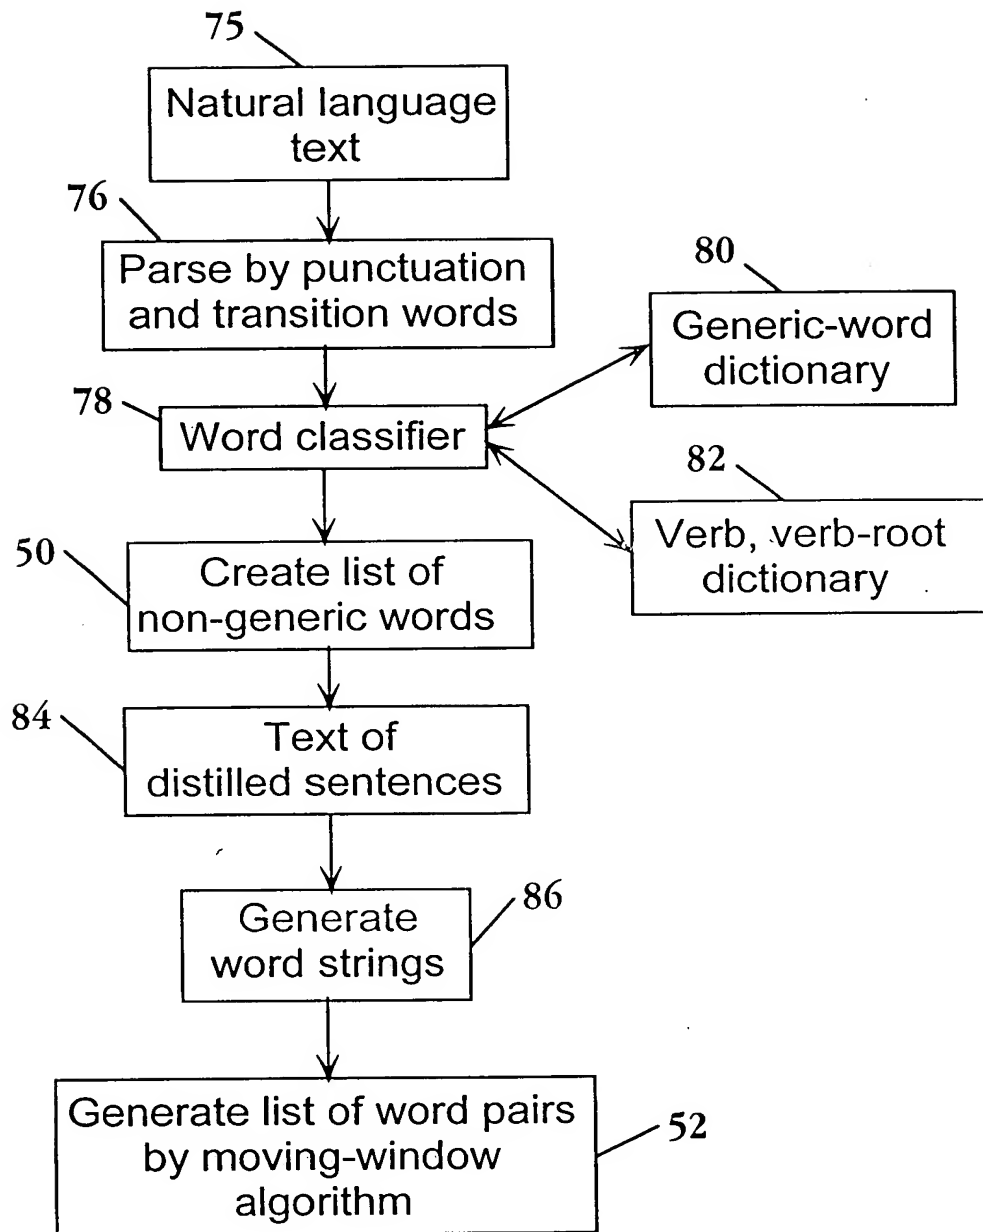 75
Natural language
text
76
Parse by punctuation
and transition words
80
Generic-word
dictionary
78
Word classifier
82
Verb, verb-root
dictionary
50
Create list of
non-generic words
84
Text of
distilled sentences
86
Generate
word strings
Generate list of word pairs
by moving-window
algorithm
52